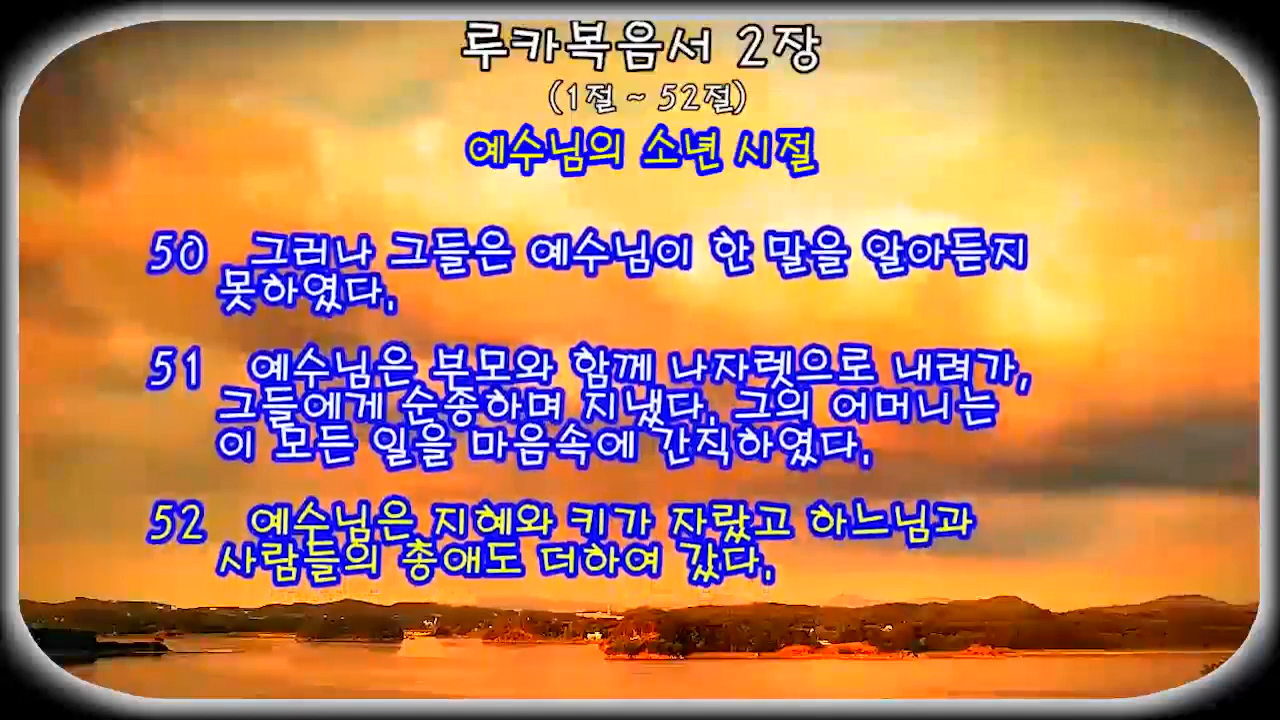 루카복음서 2장
(1절 ~ 52절)
예수님의 소년 시절
50 그러나 그들은 예수님이 한 말을 알아듣지
못하였다.
51 예수님은 부모와 함께 나자렛으로 내려가,
그들에게 순종하며 지냈다. 그의 어머니는
이 모든 일을 마음속에 간직하였다.
52 예수님은 지혜와 키가 자랐고 하느님과
사람들의 총애도 더하여 갔다.